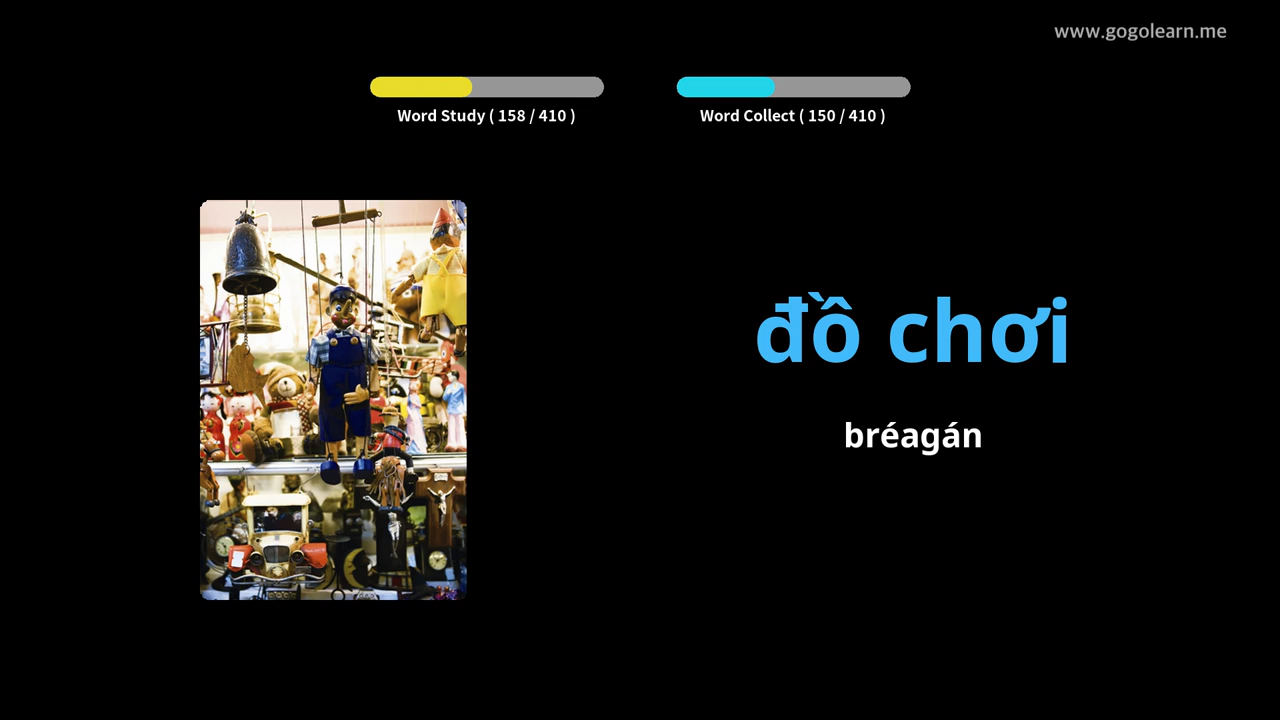 www.gogolearn.me
Word Study ( 158 / 410 )
Word Collect ( 150 / 410 )
đồ chơi
bréagán